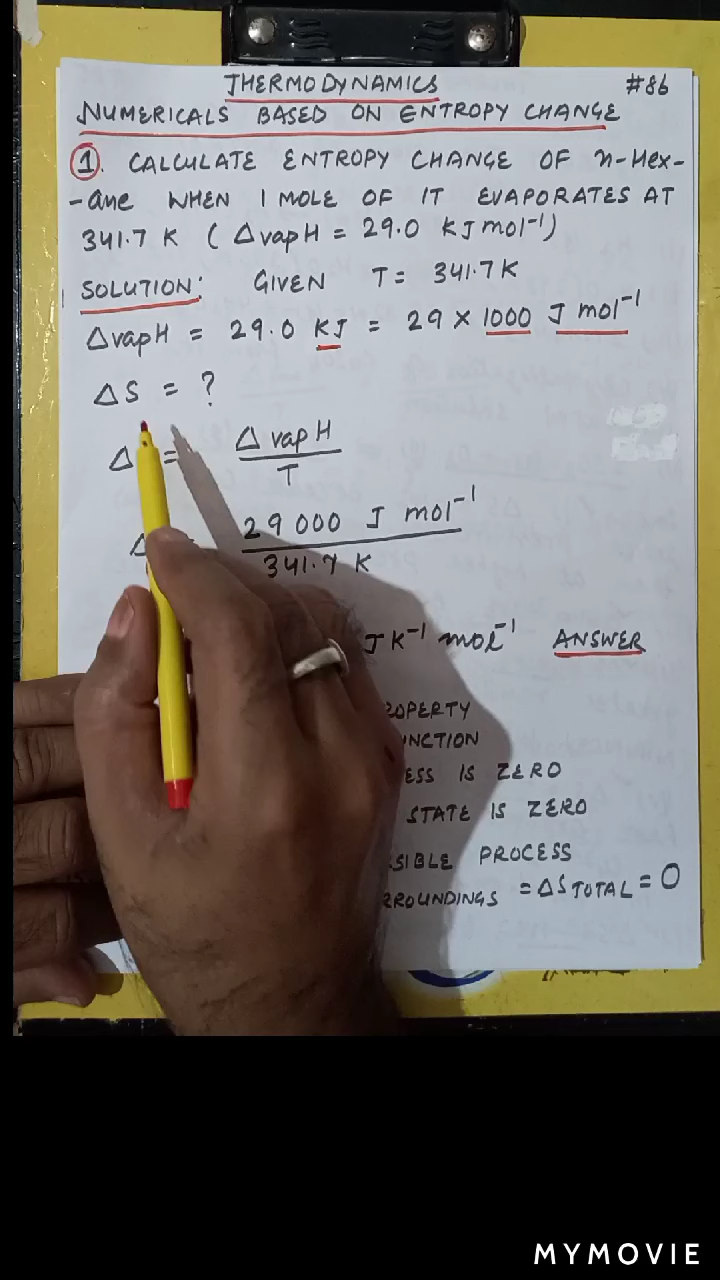 THERMODYNAMICS #86
NUMERICALS BASED ON ENTROPY CHANGE
1. CALCULATE ENTROPY CHANGE OF n-Hex-
-ane WHEN 1 MOLE OF IT EVAPORATES AT
341.7 K ( ΔvapH = 29.0 KJ mol⁻¹)
SOLUTION: GIVEN T = 341.7 K
ΔvapH = 29.0 KJ = 29 × 1000 J mol⁻¹
ΔS = ?
Δ = ΔvapH
T
Δ = 29000 J mol⁻¹
341.7 K
J K⁻¹ mol⁻¹ ANSWER
ROPERTY
UNCTION
ESS IS ZERO
STATE IS ZERO
SIBLE PROCESS
RROUNDINGS = ΔS TOTAL = 0
MYMOVIE